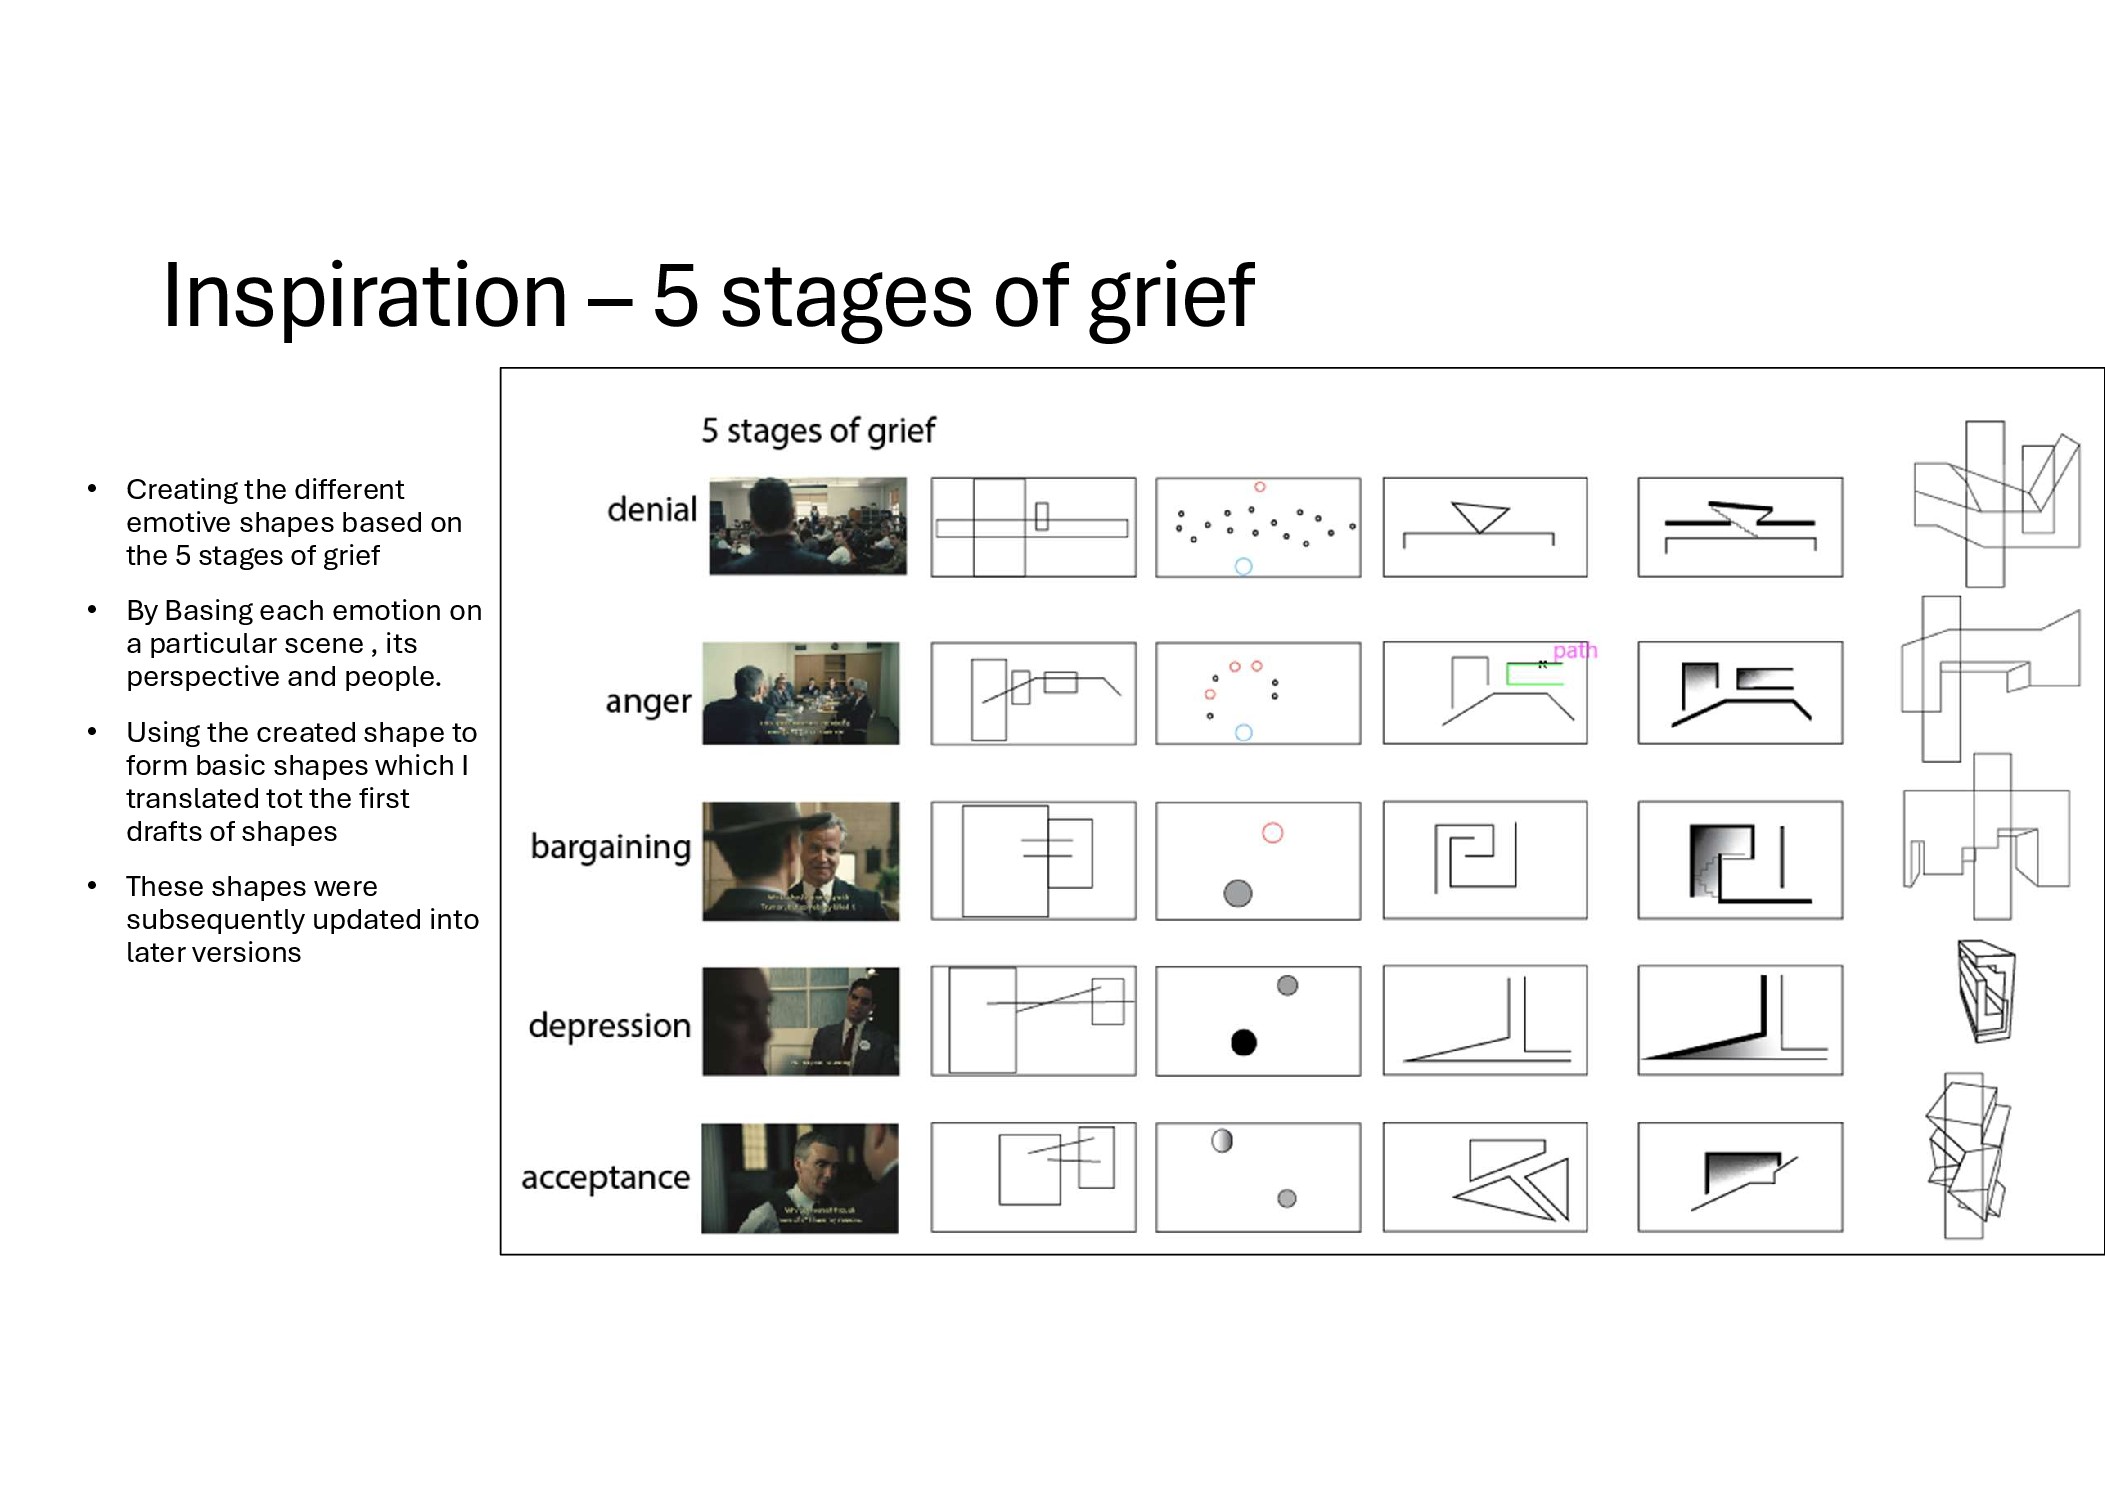 Inspiration – 5 stages of grief
• Creating the different
emotive shapes based on
the 5 stages of grief
• By Basing each emotion on
a particular scene , its
perspective and people.
• Using the created shape to
form basic shapes which I
translated tot the first
drafts of shapes
• These shapes were
subsequently updated into
later versions
5 stages of grief
denial
anger
path
bargaining
depression
acceptance